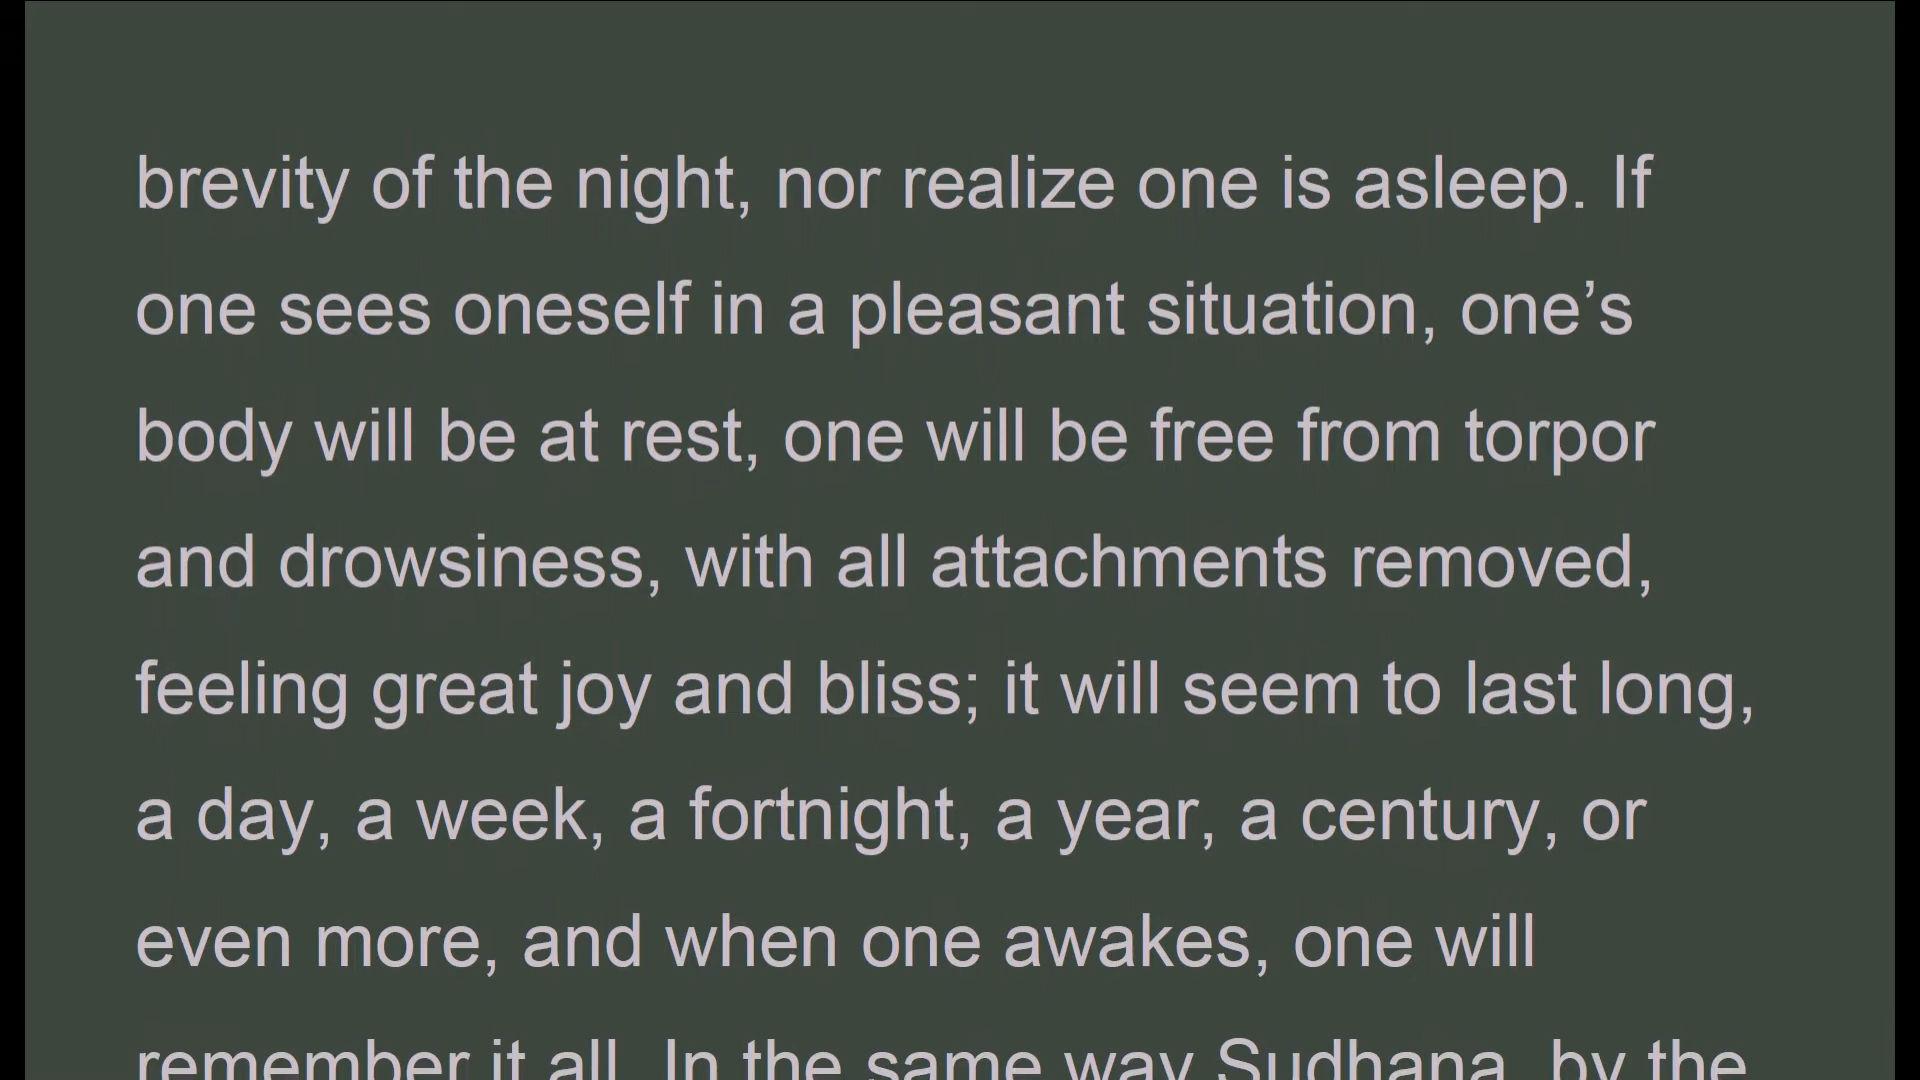 brevity of the night, nor realize one is asleep. If
one sees oneself in a pleasant situation, one’s
body will be at rest, one will be free from torpor
and drowsiness, with all attachments removed,
feeling great joy and bliss; it will seem to last long,
a day, a week, a fortnight, a year, a century, or
even more, and when one awakes, one will
remember it all. In the same way Sudhana, by the